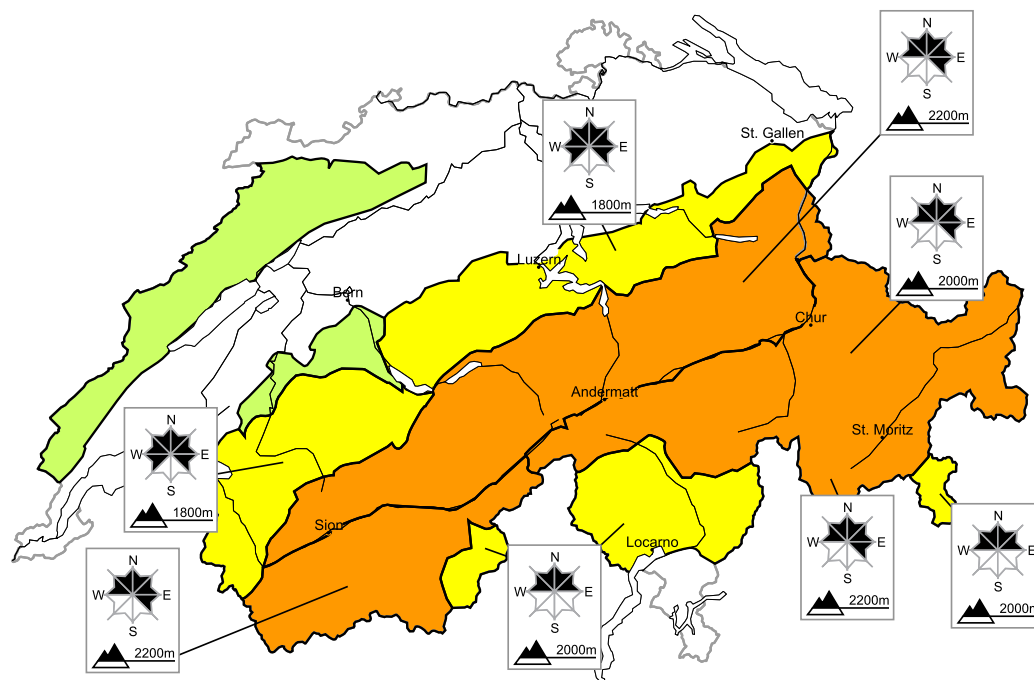 N
W E
S
2200m
N
W E
S
1800m
St. Gallen
N
W E
S
2000m
Luzern
Bern
Chur
Andermatt
St. Moritz
N
W E
S
1800m
Sion
Locarno
N
W E
S
2200m
N
W E
S
2000m
N
W E
S
2200m
N
W E
S
2000m